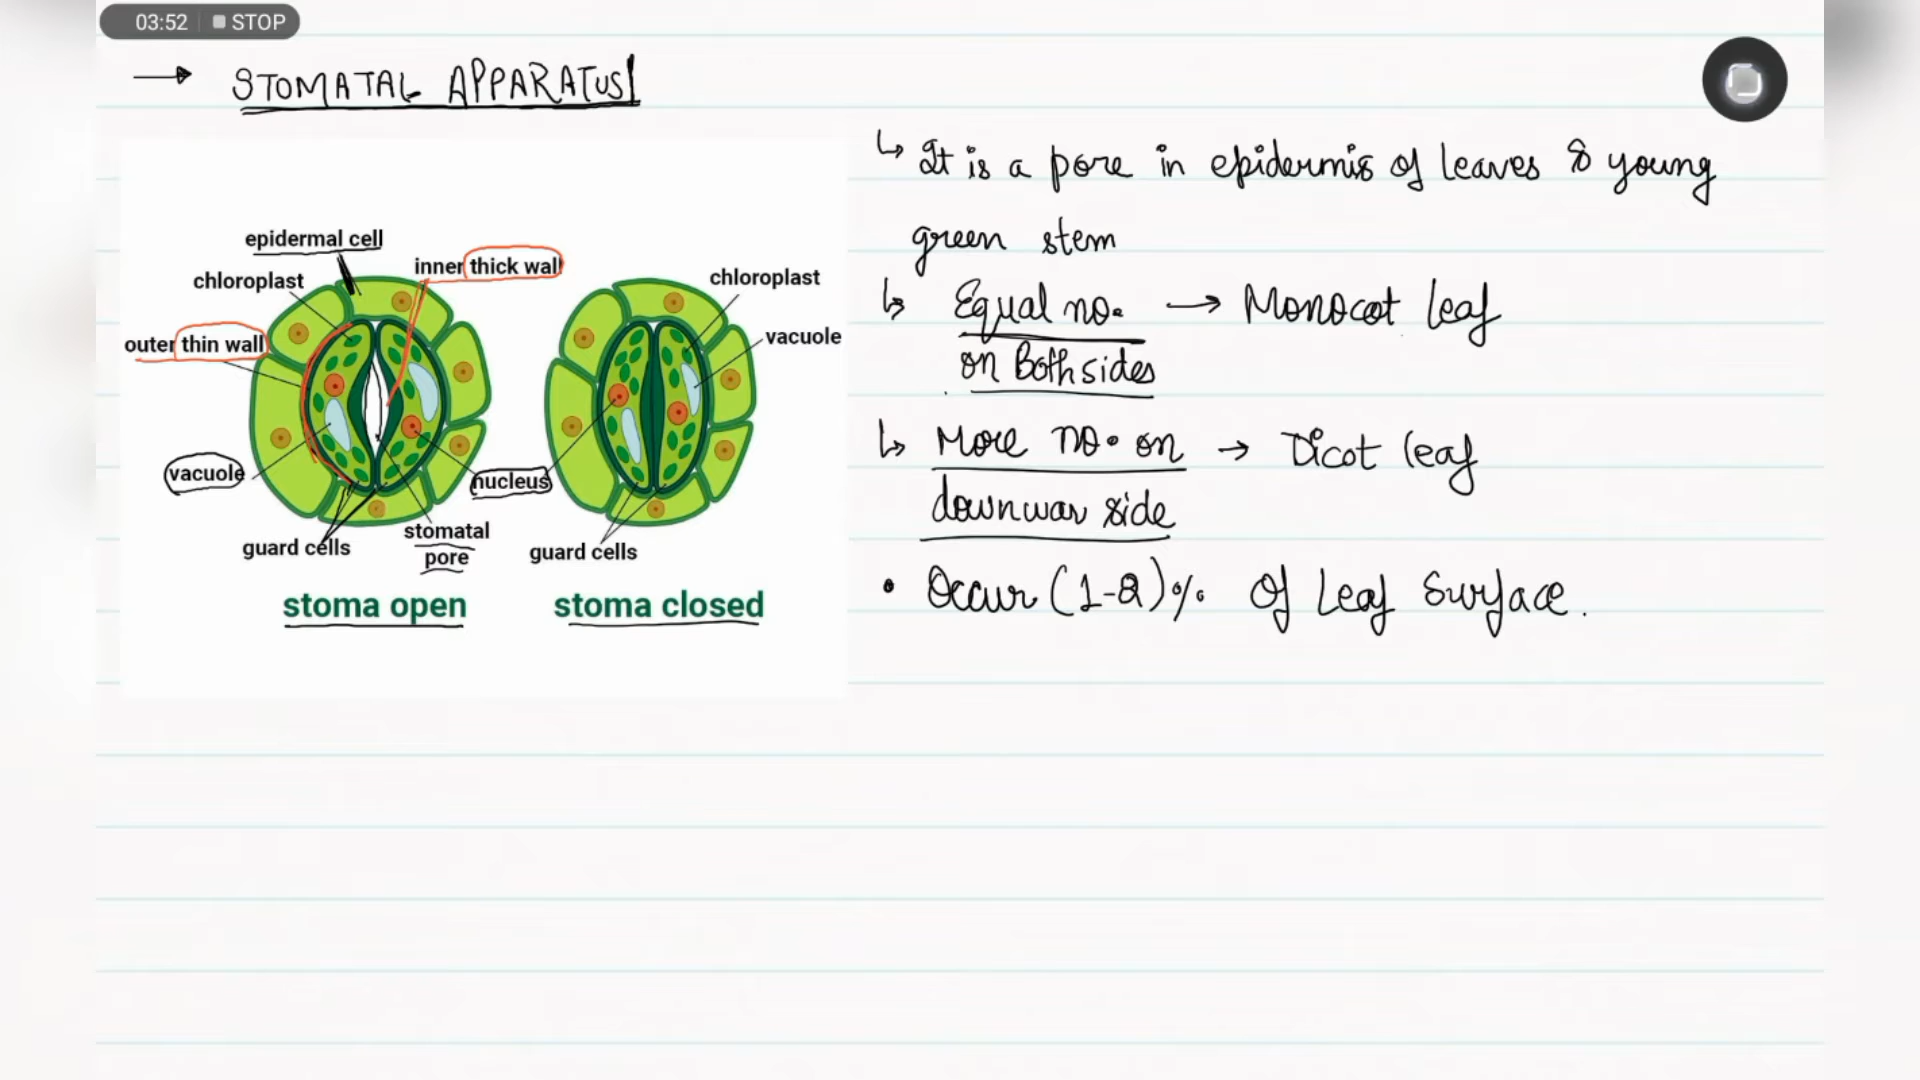 03:52 STOP
→ STOMATAL APPARATUS
↳ It is a pore in epidermis of leaves & young
green stem
↳ Equal no. → Monocot leaf
on Both sides
↳ More no. on → Dicot leaf
downwar side
• Occur (1-2)% Of Leaf Surface.
epidermal cell
inner thick wall
chloroplast
outer thin wall
vacuole
nucleus
guard cells
stomatal
pore
stoma open
chloroplast
vacuole
guard cells
stoma closed